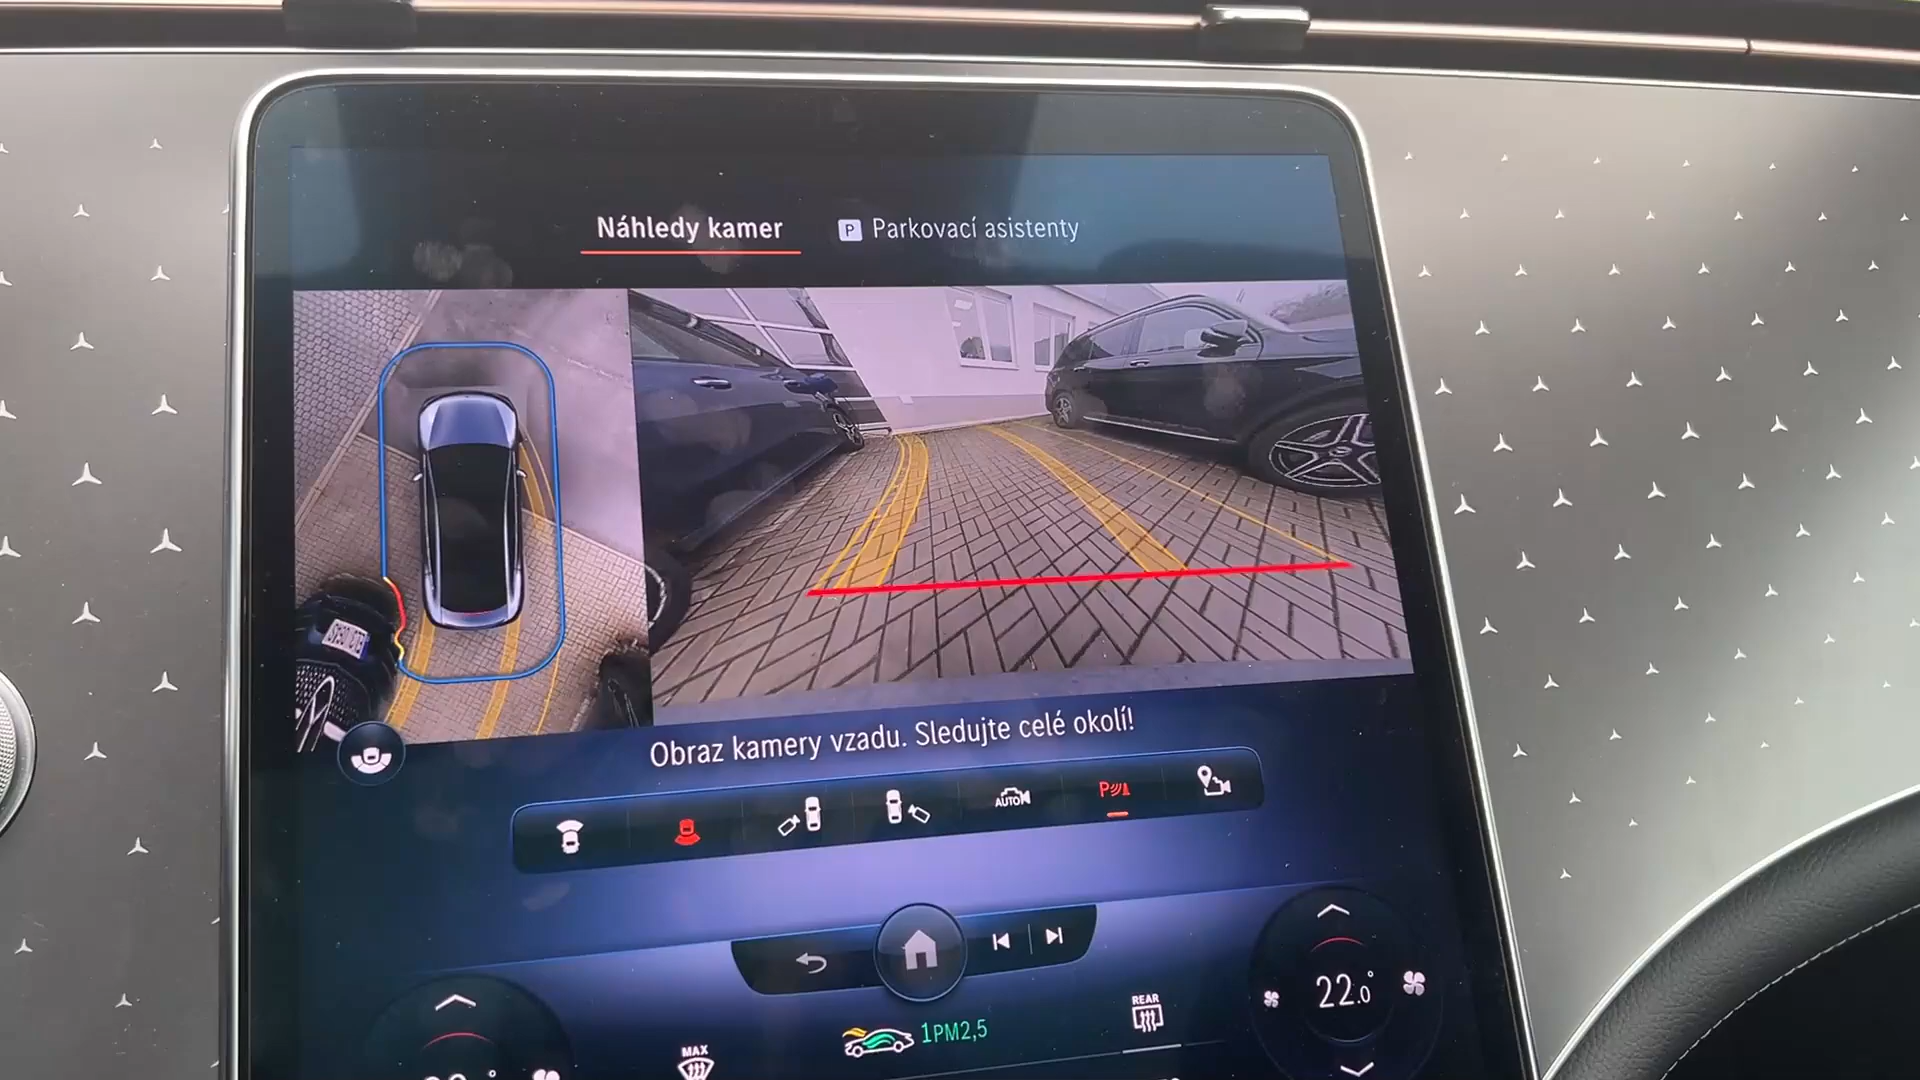 Náhledy kamer
P Parkovací asistenty
Obraz kamery vzadu. Sledujte celé okolí!
AUTO
P
22.0°
REAR
1PM2,5
MAX